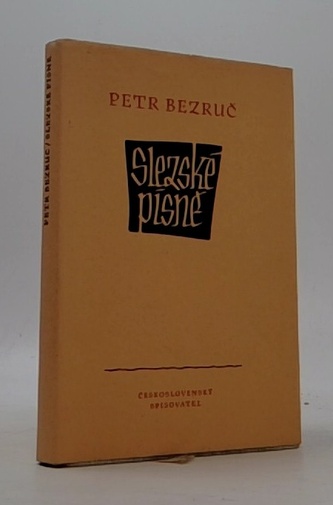 PETR BEZRUČ
Slezské
písně
ČESKOSLOVENSKÝ
SPISOVATEL
PETR BEZRUČ / SLEZSKÉ PÍSNĚ